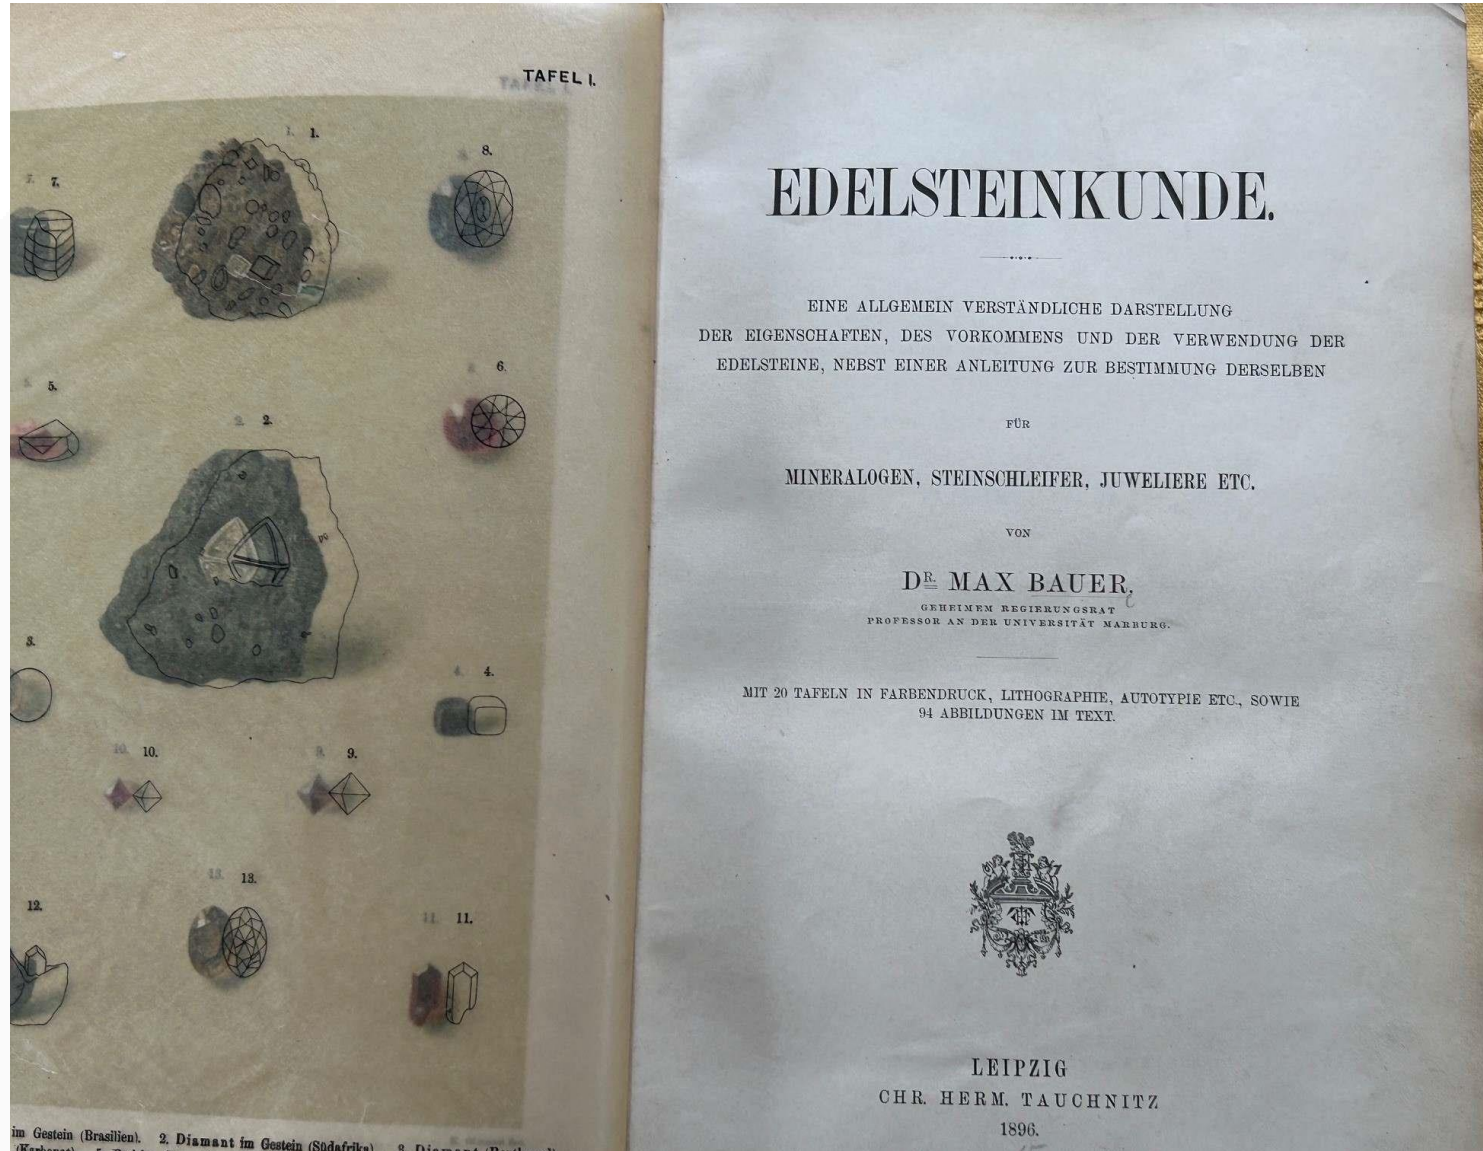 TAFEL I.
1.
8.
7.
6.
5.
2.
3.
4.
10.
9.
13.
12.
11.
im Gestein (Brasilien). 2. Diamant im Gestein (Südafrika). 3. Diamant
(Karbonat). 5.
EDELSTEINKUNDE.
EINE ALLGEMEIN VERSTÄNDLICHE DARSTELLUNG
DER EIGENSCHAFTEN, DES VORKOMMENS UND DER VERWENDUNG DER
EDELSTEINE, NEBST EINER ANLEITUNG ZUR BESTIMMUNG DERSELBEN
FÜR
MINERALOGEN, STEINSCHLEIFER, JUWELIERE ETC.
VON
DR. MAX BAUER,
GEHEIMEM REGIERUNGSRAT
PROFESSOR AN DER UNIVERSITÄT MARBURG.
MIT 20 TAFELN IN FARBENDRUCK, LITHOGRAPHIE, AUTOTYPIE ETC., SOWIE
94 ABBILDUNGEN IM TEXT.
LEIPZIG
CHR. HERM. TAUCHNITZ
1896.